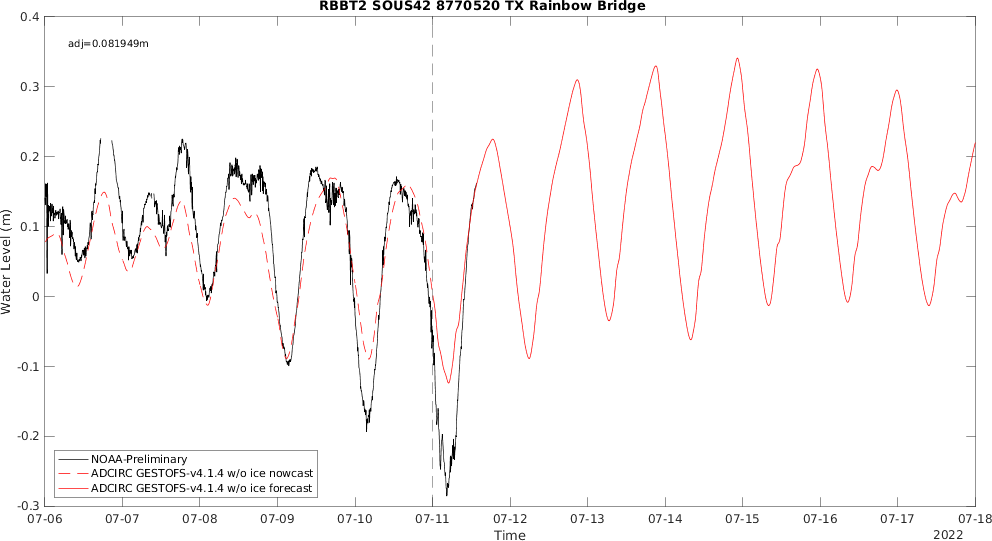 RBBT2 SOUS42 8770520 TX Rainbow Bridge
adj=0.081949m
Water Level (m)
0.4
0.3
0.2
0.1
0
-0.1
-0.2
-0.3
NOAA-Preliminary
ADCIRC GESTOFS-v4.1.4 w/o ice nowcast
ADCIRC GESTOFS-v4.1.4 w/o ice forecast
07-06 07-07 07-08 07-09 07-10 07-11 07-12 07-13 07-14 07-15 07-16 07-17 07-18
Time
2022